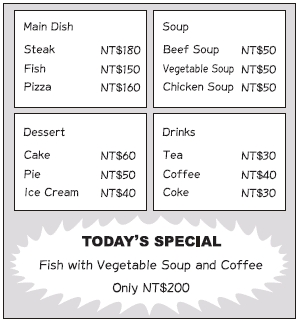 Main Dish
Steak NT$180
Fish NT$150
Pizza NT$160
Soup
Beef Soup NT$50
Vegetable Soup NT$50
Chicken Soup NT$50
Dessert
Cake NT$60
Pie NT$50
Ice Cream NT$40
Drinks
Tea NT$30
Coffee NT$40
Coke NT$30
TODAY'S SPECIAL
Fish with Vegetable Soup and Coffee
Only NT$200